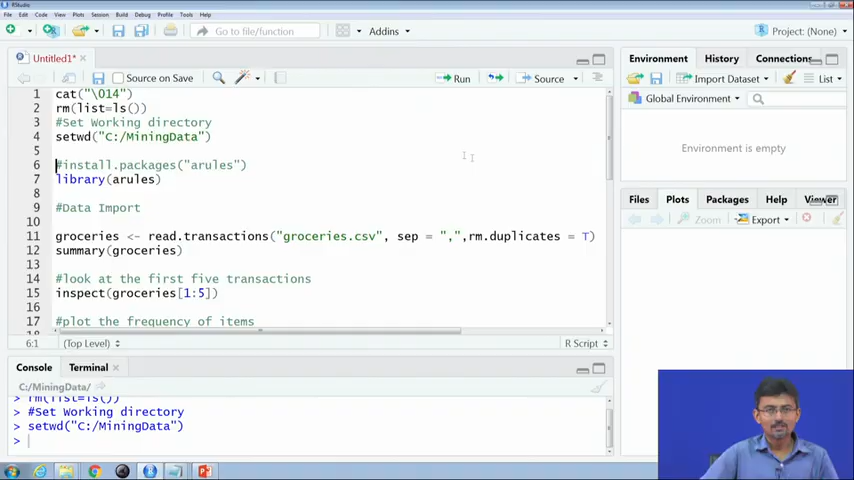 RStudio
File Edit Code View Plots Session Build Debug Profile Tools Help
Go to file/function
Addins
Project: (None)
Untitled1*
Source on Save
Run
Source
1 cat("\014")
2 rm(list=ls())
3 #Set Working directory
4 setwd("C:/MiningData")
5
6 #install.packages("arules")
7 library(arules)
8
9 #Data Import
10
11 groceries <- read.transactions("groceries.csv", sep = ",",rm.duplicates = T)
12 summary(groceries)
13
14 #look at the first five transactions
15 inspect(groceries[1:5])
16
17 #plot the frequency of items
6:1 (Top Level) R Script
Console Terminal
C:/MiningData/
> rm(list=ls())
> #Set Working directory
> setwd("C:/MiningData")
>
Environment History Connections
Import Dataset List
Global Environment
Environment is empty
Files Plots Packages Help Viewer
Zoom Export